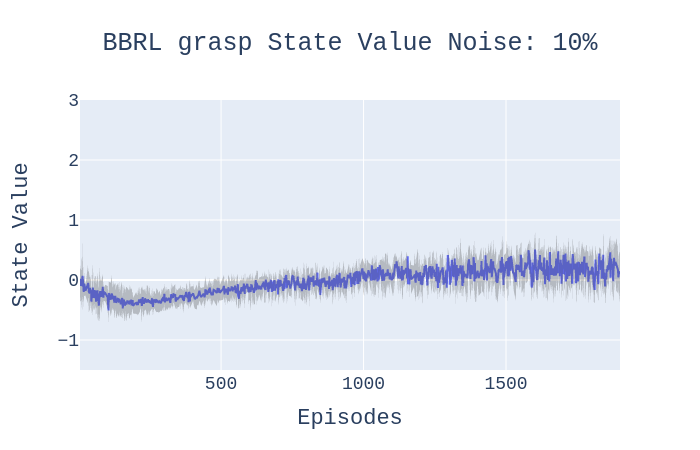 BBRL grasp State Value Noise: 10%
3
2
1
0
−1
State Value
500
1000
1500
Episodes